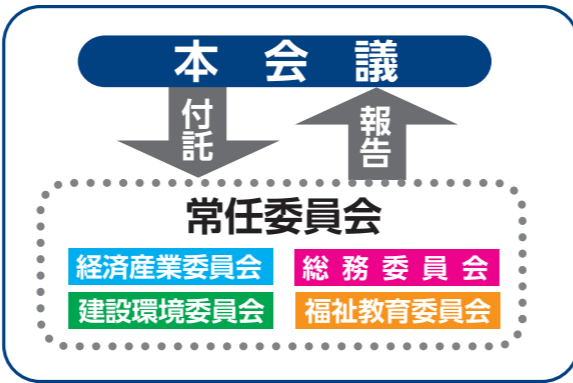 本会議
付託
報告
常任委員会
経済産業委員会
総務委員会
建設環境委員会
福祉教育委員会